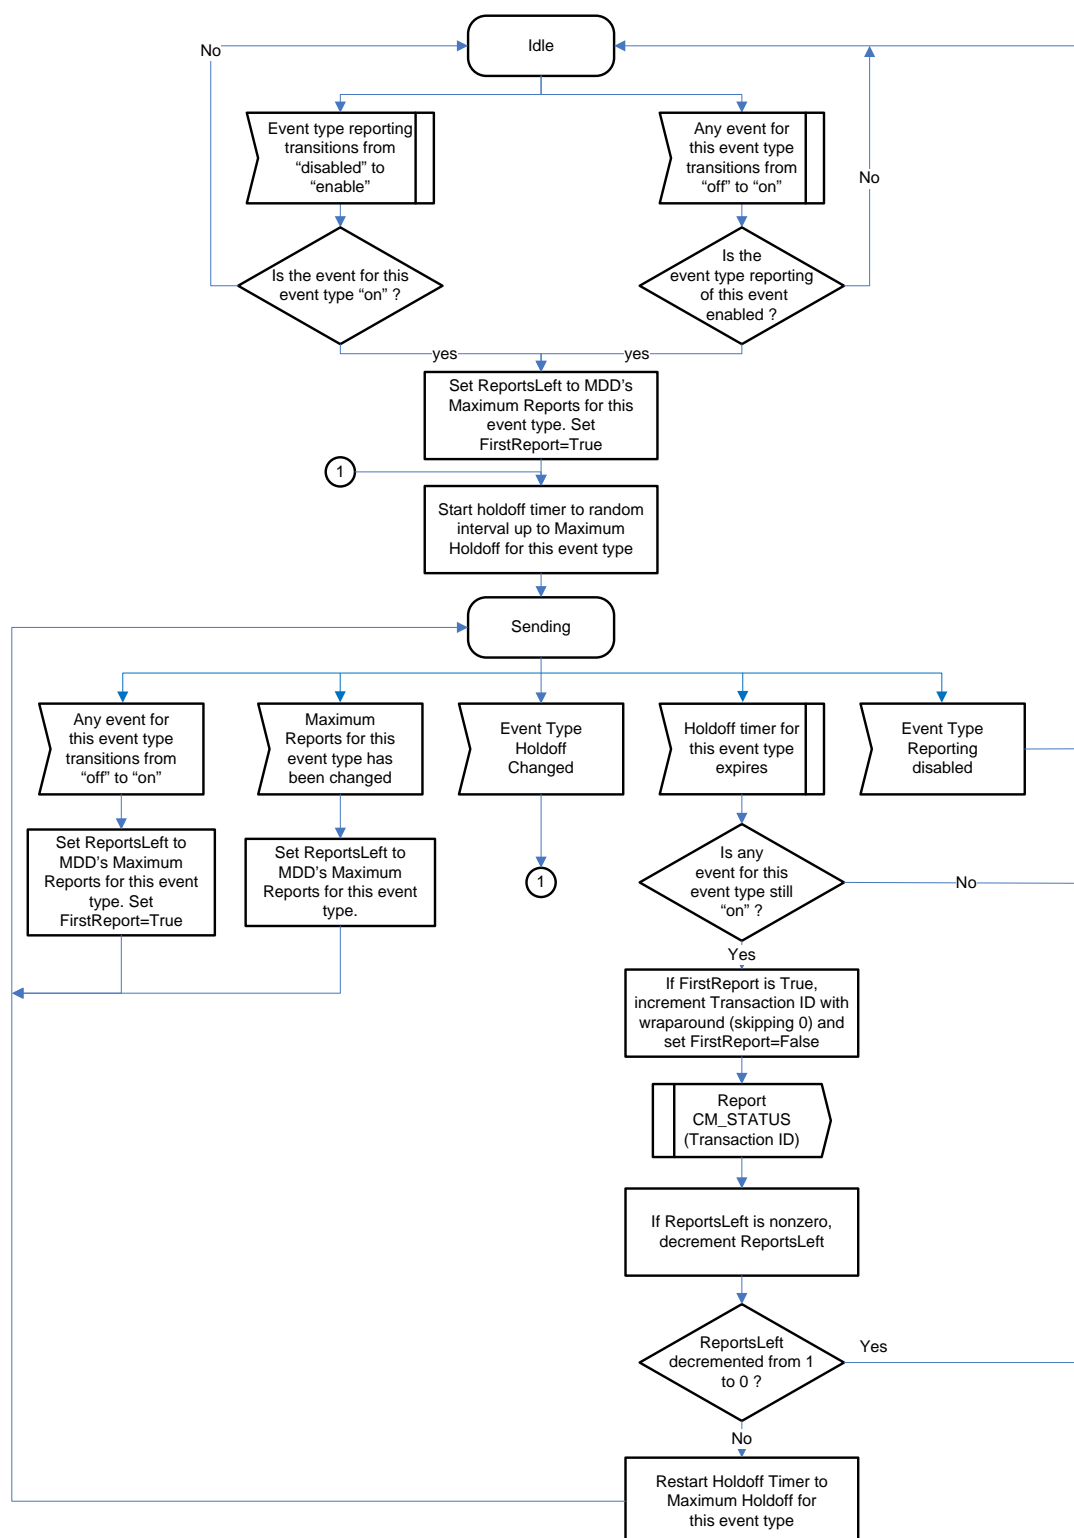 Idle
No
Event type reporting
transitions from
“disabled” to
“enable”
Any event for
this event type
transitions from
“off” to “on”
No
Is the event for this
event type “on” ?
Is the
event type reporting
of this event
enabled ?
yes
yes
Set ReportsLeft to MDD’s
Maximum Reports for this
event type. Set
FirstReport=True
1
Start holdoff timer to random
interval up to Maximum
Holdoff for this event type
Sending
Any event for
this event type
transitions from
“off” to “on”
Maximum
Reports for this
event type has
been changed
Event Type
Holdoff
Changed
Holdoff timer for
this event type
expires
Event Type
Reporting
disabled
Set ReportsLeft to
MDD’s Maximum
Reports for this event
type. Set
FirstReport=True
Set ReportsLeft to
MDD’s Maximum
Reports for this event
type.
1
Is any
event for this
event type still
“on” ?
No
Yes
If FirstReport is True,
increment Transaction ID with
wraparound (skipping 0) and
set FirstReport=False
Report
CM_STATUS
(Transaction ID)
If ReportsLeft is nonzero,
decrement ReportsLeft
ReportsLeft
decremented from 1
to 0 ?
Yes
No
Restart Holdoff Timer to
Maximum Holdoff for
this event type